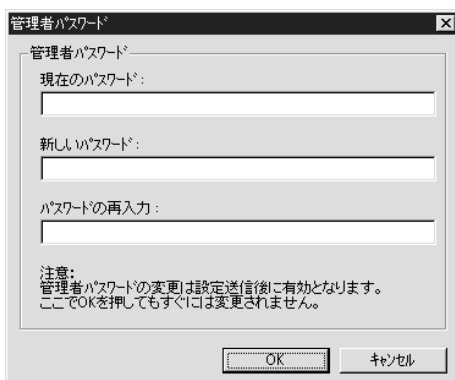 管理者ﾊﾟｽﾜｰﾄﾞ
管理者ﾊﾟｽﾜｰﾄﾞ
現在のﾊﾟｽﾜｰﾄﾞ:
新しいﾊﾟｽﾜｰﾄﾞ:
ﾊﾟｽﾜｰﾄﾞの再入力:
注意:
管理者ﾊﾟｽﾜｰﾄﾞの変更は設定送信後に有効となります。
ここでOKを押してもすぐには変更されません。
OK ｷｬﾝｾﾙ